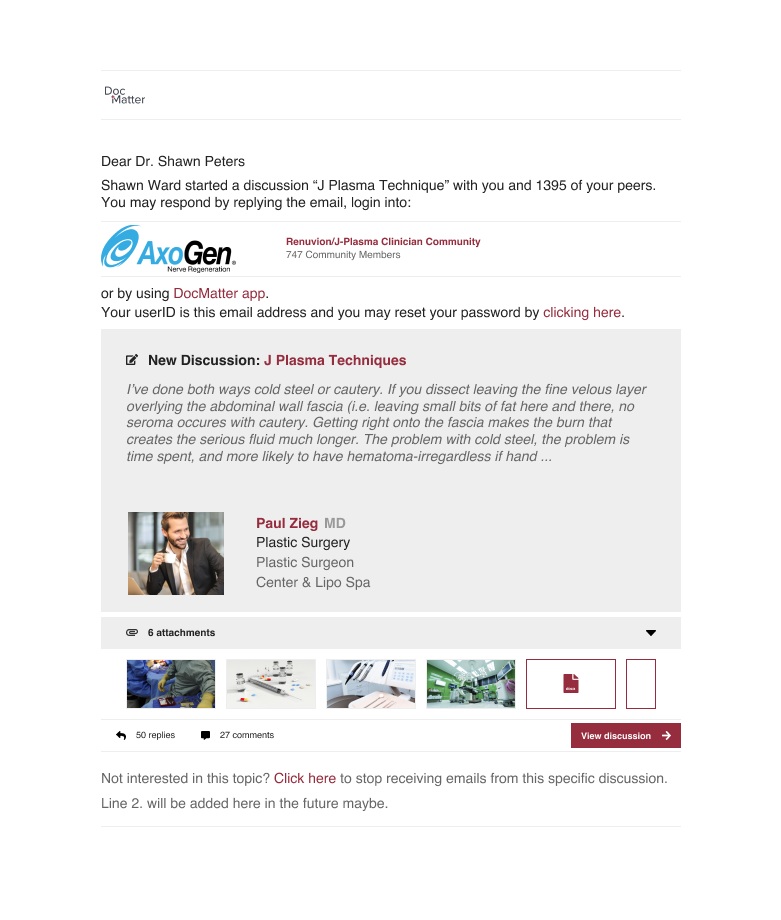 Doc
Matter
Dear Dr. Shawn Peters
Shawn Ward started a discussion “J Plasma Technique” with you and 1395 of your peers.
You may respond by replying the email, login into:
AxoGen.
Nerve Regeneration
Renuvion/J-Plasma Clinician Community
747 Community Members
or by using DocMatter app.
Your userID is this email address and you may reset your password by clicking here.
New Discussion: J Plasma Techniques
I’ve done both ways cold steel or cautery. If you dissect leaving the fine velous layer
overlying the abdominal wall fascia (i.e. leaving small bits of fat here and there, no
seroma occures with cautery. Getting right onto the fascia makes the burn that
creates the serious fluid much longer. The problem with cold steel, the problem is
time spent, and more likely to have hematoma-irregardless if hand ...
Paul Zieg MD
Plastic Surgery
Plastic Surgeon
Center & Lipo Spa
6 attachments
50 replies
27 comments
View discussion
Not interested in this topic? Click here to stop receiving emails from this specific discussion.
Line 2. will be added here in the future maybe.